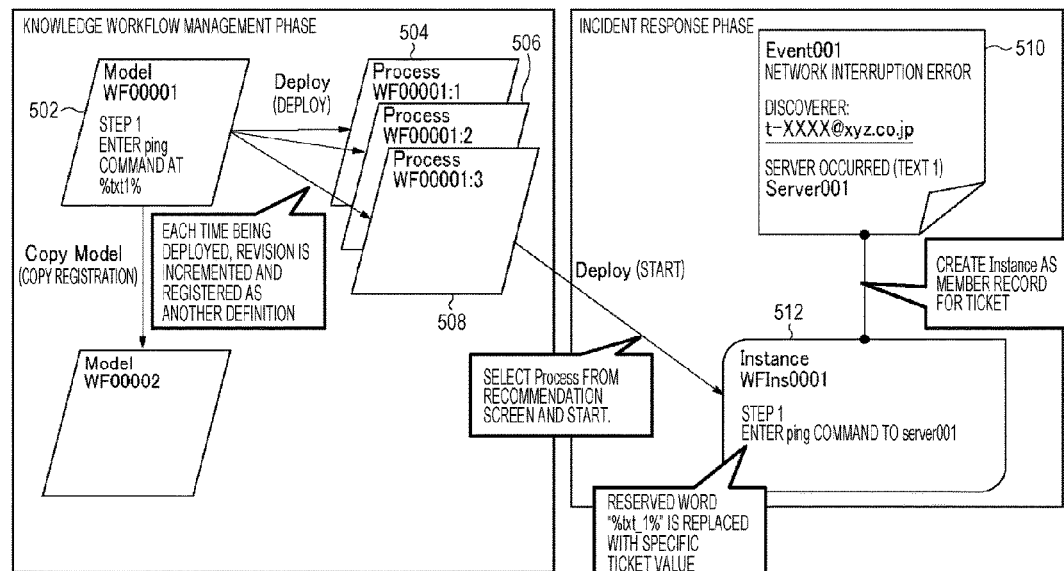 KNOWLEDGE WORKFLOW MANAGEMENT PHASE
502
Model
WF00001
STEP 1
ENTER ping
COMMAND AT
%txt1%
Deploy
(DEPLOY)
504
506
Process
WF00001:1
Process
WF00001:2
Process
WF00001:3
508
EACH TIME BEING
DEPLOYED, REVISION IS
INCREMENTED AND
REGISTERED AS
ANOTHER DEFINITION
Copy Model
(COPY REGISTRATION)
Model
WF00002
INCIDENT RESPONSE PHASE
510
Event001
NETWORK INTERRUPTION ERROR
DISCOVERER:
t-XXXX@xyz.co.jp
SERVER OCCURRED (TEXT 1)
Server001
Deploy (START)
CREATE Instance AS
MEMBER RECORD
FOR TICKET
SELECT Process FROM
RECOMMENDATION
SCREEN AND START.
512
Instance
WFIns0001
STEP 1
ENTER ping COMMAND TO server001
RESERVED WORD
"%txt_1%" IS REPLACED
WITH SPECIFIC
TICKET VALUE